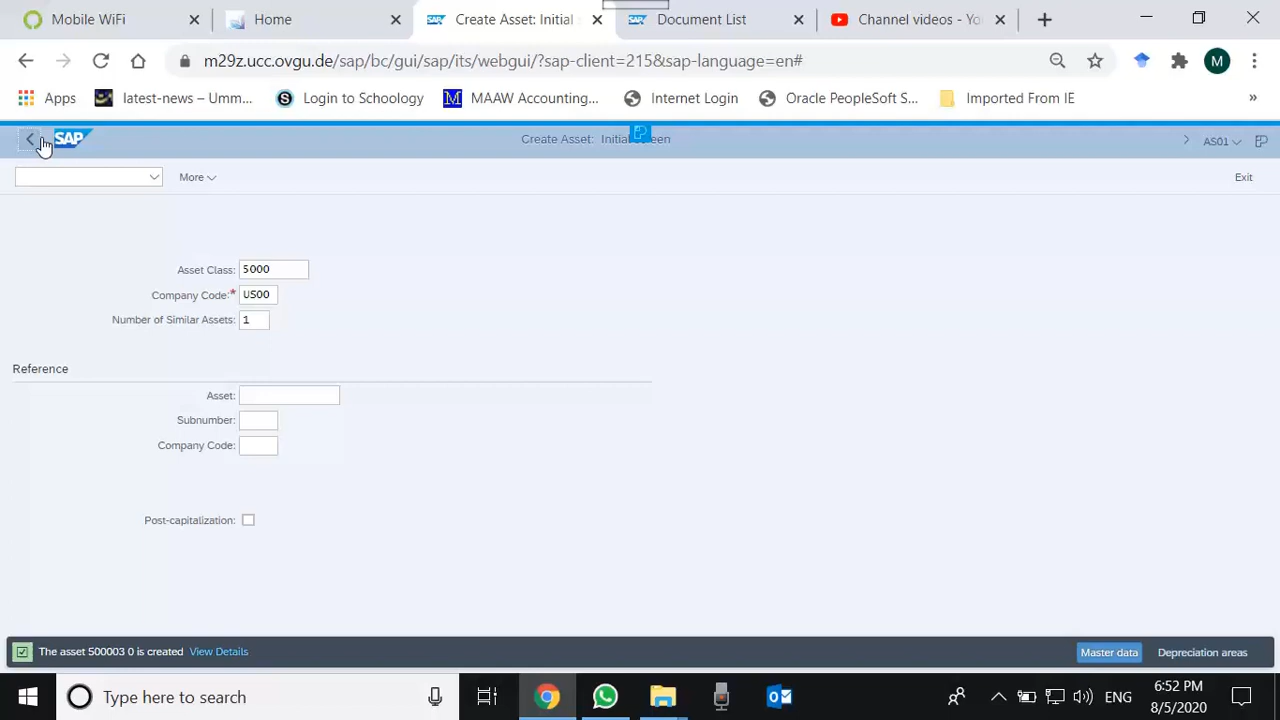 Mobile WiFi
Home
Create Asset: Initial
Document List
Channel videos - Yo
m29z.ucc.ovgu.de/sap/bc/gui/sap/its/webgui/?sap-client=215&sap-language=en#
M
Apps
latest-news – Umm...
Login to Schoology
MAAW Accounting...
Internet Login
Oracle PeopleSoft S...
Imported From IE
»
SAP
Create Asset: Initial Screen
AS01
More
Exit
Asset Class: 5000
Company Code:* US00
Number of Similar Assets: 1
Reference
Asset:
Subnumber:
Company Code:
Post-capitalization:
The asset 500003 0 is created View Details
Master data
Depreciation areas
Type here to search
ENG
6:52 PM
8/5/2020